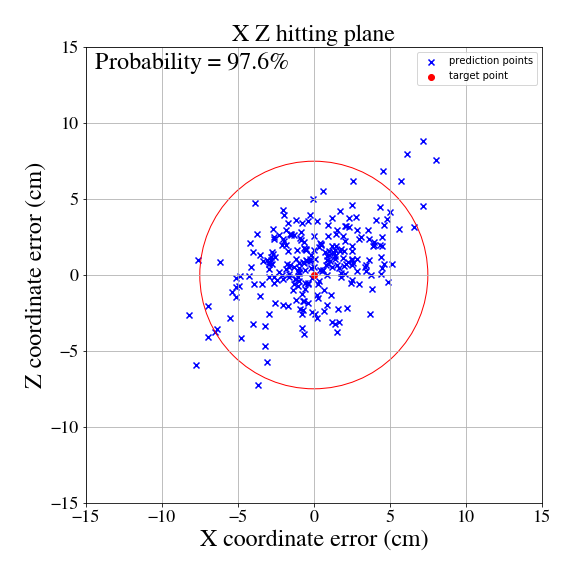 X Z hitting plane
Probability = 97.6%
prediction points
target point
15
10
5
0
−5
−10
−15
Z coordinate error (cm)
−15
−10
−5
0
5
10
15
X coordinate error (cm)